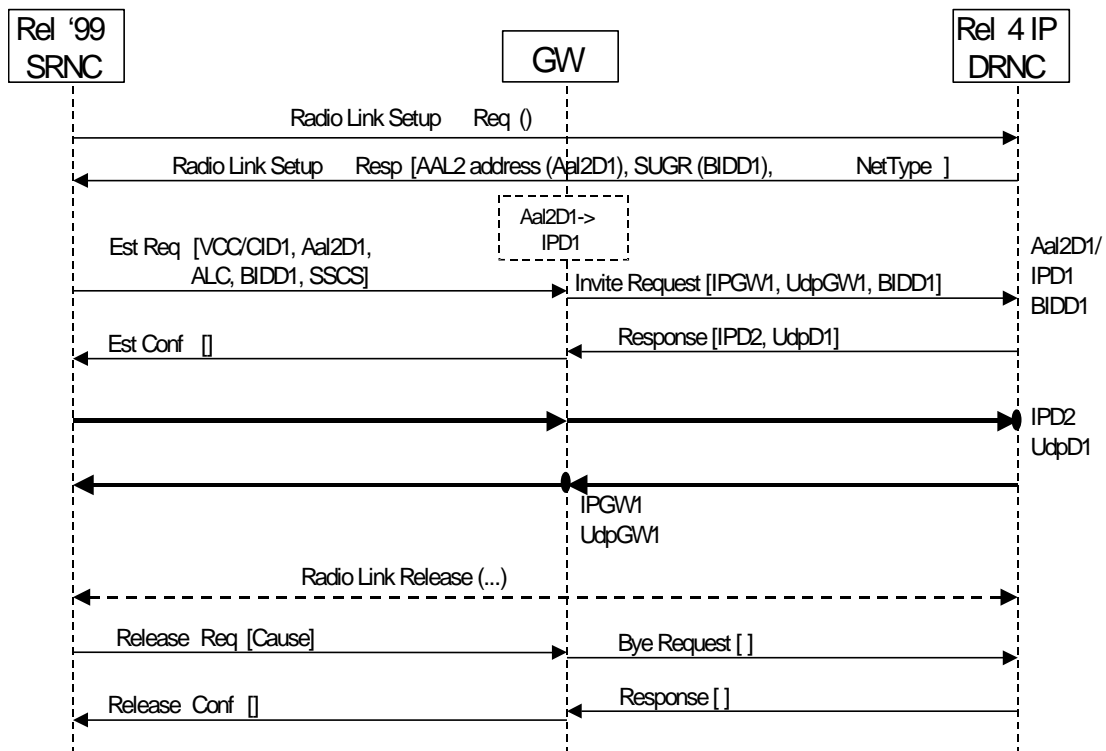 Rel '99
SRNC
GW
Rel 4 IP
DRNC
Radio Link Setup Req ()
Radio Link Setup Resp [AAL2 address (Aal2D1), SUGR (BIDD1), NetType ]
Aal2D1->
IPD1
Est Req [VCC/CID1, Aal2D1,
ALC, BIDD1, SSCS]
Invite Request [IPGW1, UdpGW1, BIDD1]
Aal2D1/
IPD1
BIDD1
Est Conf []
Response [IPD2, UdpD1]
IPD2
UdpD1
IPGW1
UdpGW1
Radio Link Release (...)
Release Req [Cause]
Bye Request [ ]
Release Conf []
Response [ ]